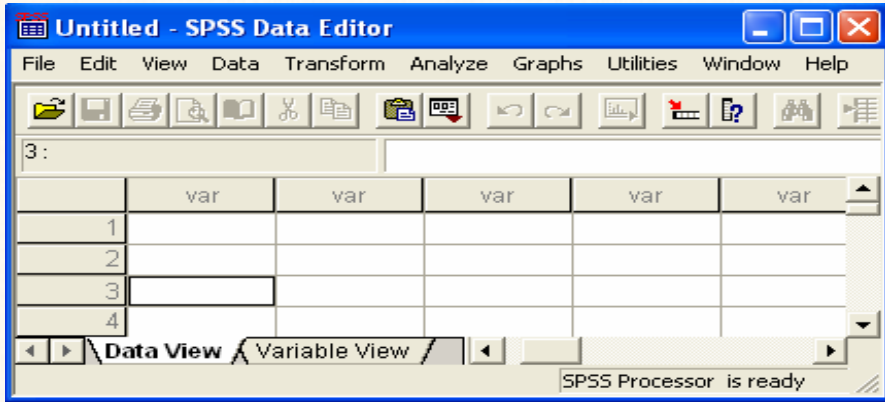 Untitled - SPSS Data Editor
File Edit View Data Transform Analyze Graphs Utilities Window Help
3:
var var var var var
1
2
3
4
Data View Variable View
SPSS Processor is ready